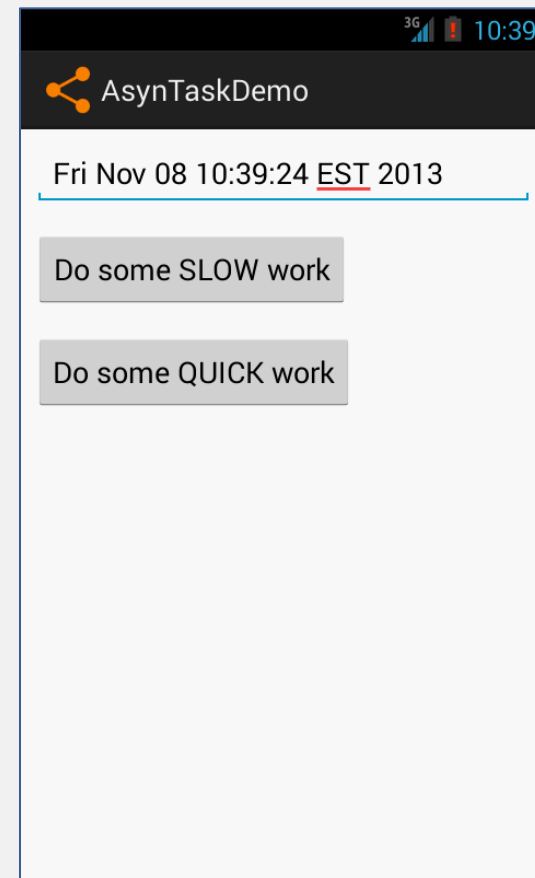 3G 10:39
AsynTaskDemo
Fri Nov 08 10:39:24 EST 2013
Do some SLOW work
Do some QUICK work